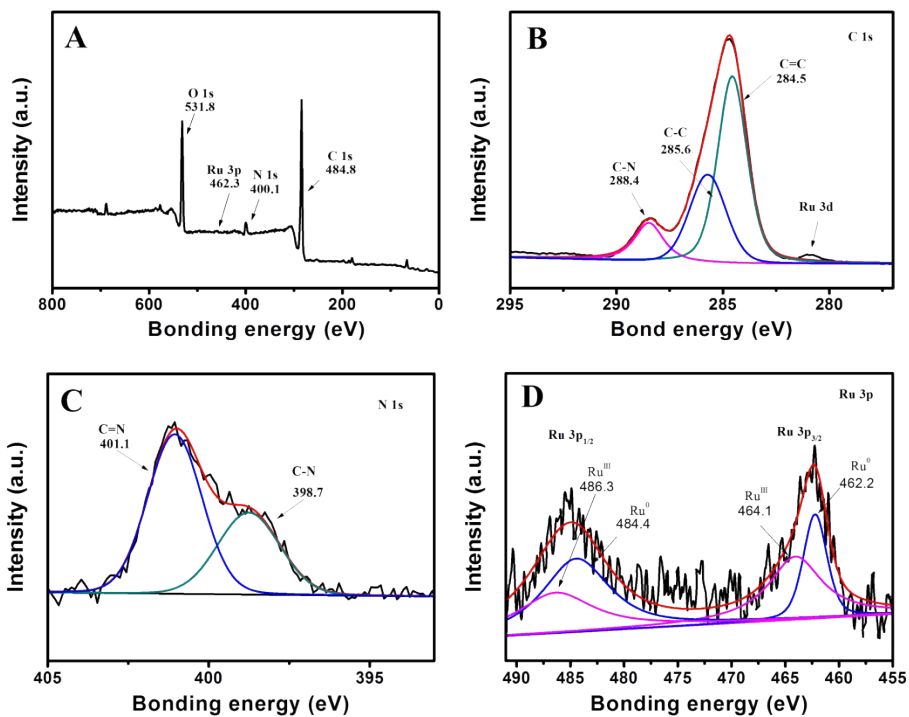 A
O 1s
531.8
Ru 3p
462.3
N 1s
400.1
C 1s
484.8
Intensity (a.u.)
800
600
400
200
0
Bonding energy (eV)
B
C 1s
C=C
284.5
C-C
285.6
C-N
288.4
Ru 3d
Intensity (a.u.)
295
290
285
280
Bond energy (eV)
C
N 1s
C=N
401.1
C-N
398.7
Intensity (a.u.)
405
400
395
Bonding energy (eV)
D
Ru 3p
Ru 3p1/2
Ru 3p3/2
RuIII
486.3
Ru0
484.4
RuIII
464.1
Ru0
462.2
Intensity (a.u.)
490
485
480
475
470
465
460
455
Bonding energy (eV)